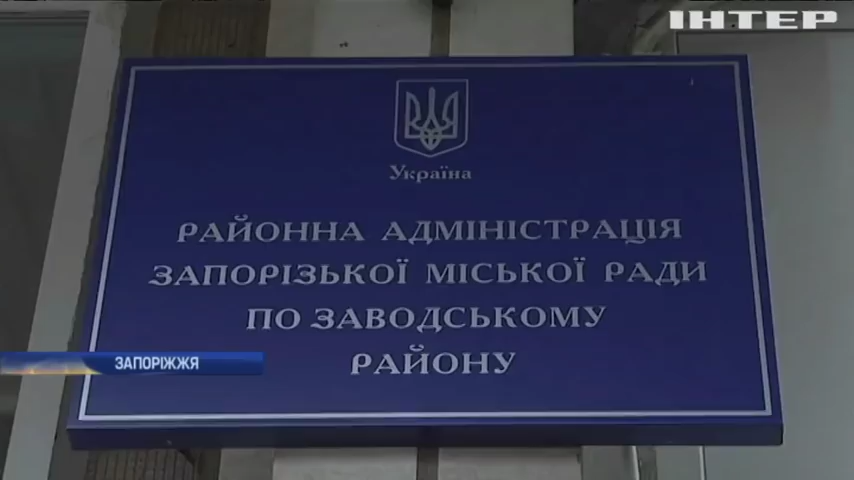 ІНТЕР
Україна
РАЙОННА АДМІНІСТРАЦІЯ
ЗАПОРІЗЬКОЇ МІСЬКОЇ РАДИ
ПО ЗАВОДСЬКОМУ
РАЙОНУ
ЗАПОРІЖЖЯ